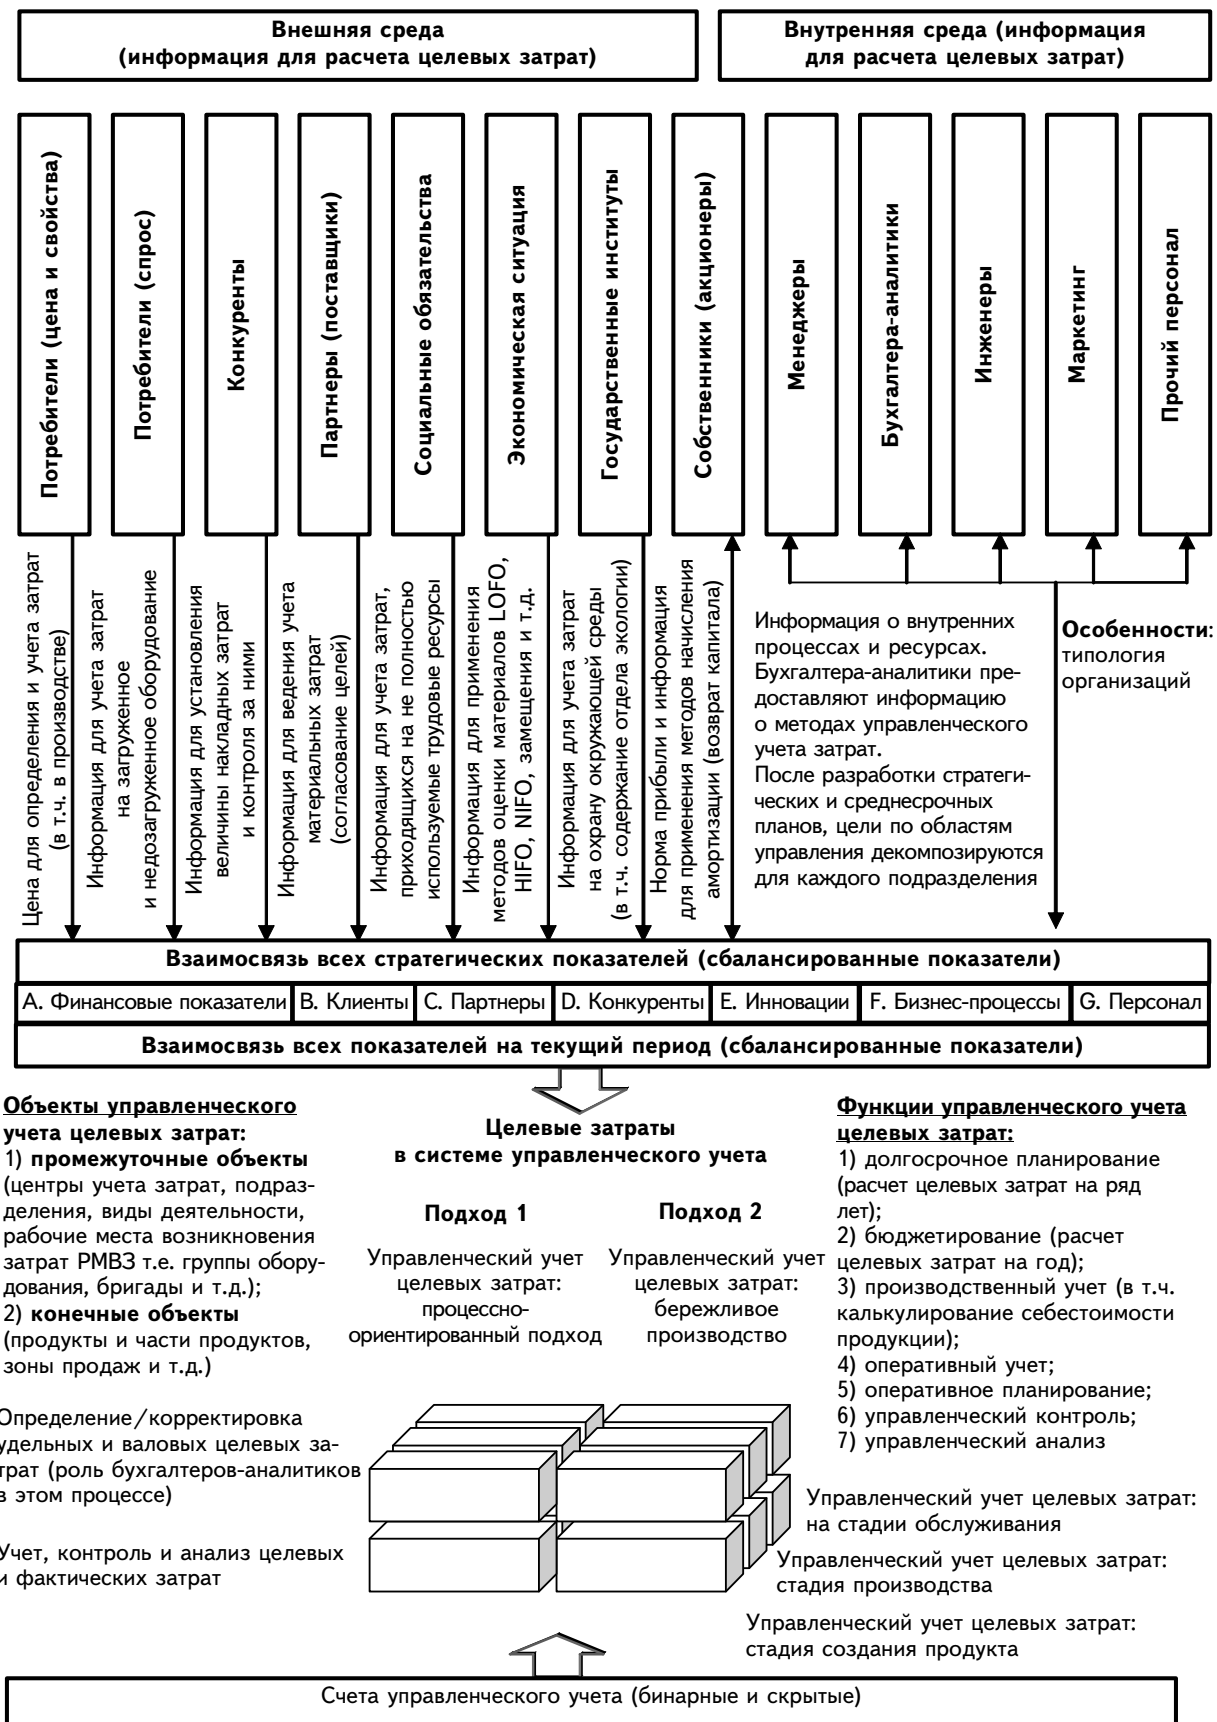 Внешняя среда
(информация для расчета целевых затрат)
Внутренняя среда (информация
для расчета целевых затрат)
Потребители (цена и свойства)
Потребители (спрос)
Конкуренты
Партнеры (поставщики)
Социальные обязательства
Экономическая ситуация
Государственные институты
Собственники (акционеры)
Менеджеры
Бухгалтера-аналитики
Инженеры
Маркетинг
Прочий персонал
Цена для определения и учета затрат
(в т.ч. в производстве)
Информация для учета затрат
на загруженное
и недозагруженное оборудование
Информация для установления
величины накладных затрат
и контроля за ними
Информация для ведения учета
материальных затрат
(согласование целей)
Информация для учета затрат,
приходящихся на не полностью
используемые трудовые ресурсы
Информация для применения
методов оценки материалов LOFO,
HIFO, NIFO, замещения и т.д.
Информация для учета затрат
на охрану окружающей среды
(в т.ч. содержание отдела экологии)
Норма прибыли и информация
для применения методов начисления
амортизации (возврат капитала)
Информация о внутренних
процессах и ресурсах.
Бухгалтера-аналитики пре-
доставляют информацию
о методах управленческого
учета затрат.
После разработки стратеги-
ческих и среднесрочных
планов, цели по областям
управления декомпозируются
для каждого подразделения
Особенности:
типология
организаций
Взаимосвязь всех стратегических показателей (сбалансированные показатели)
A. Финансовые показатели
B. Клиенты
C. Партнеры
D. Конкуренты
E. Инновации
F. Бизнес-процессы
G. Персонал
Взаимосвязь всех показателей на текущий период (сбалансированные показатели)
Объекты управленческого
учета целевых затрат:
1) промежуточные объекты
(центры учета затрат, подраз-
деления, виды деятельности,
рабочие места возникновения
затрат РМВЗ т.е. группы обору-
дования, бригады и т.д.);
2) конечные объекты
(продукты и части продуктов,
зоны продаж и т.д.)
Целевые затраты
в системе управленческого учета
Подход 1
Управленческий учет
целевых затрат:
процессно-
ориентированный подход
Подход 2
Управленческий учет
целевых затрат:
бережливое
производство
Функции управленческого учета
целевых затрат:
1) долгосрочное планирование
(расчет целевых затрат на ряд
лет);
2) бюджетирование (расчет
целевых затрат на год);
3) производственный учет (в т.ч.
калькулирование себестоимости
продукции);
4) оперативный учет;
5) оперативное планирование;
6) управленческий контроль;
7) управленческий анализ
Определение/корректировка
удельных и валовых целевых за-
трат (роль бухгалтеров-аналитиков
в этом процессе)
Учет, контроль и анализ целевых
и фактических затрат
Управленческий учет целевых затрат:
на стадии обслуживания
Управленческий учет целевых затрат:
стадия производства
Управленческий учет целевых затрат:
стадия создания продукта
Счета управленческого учета (бинарные и скрытые)